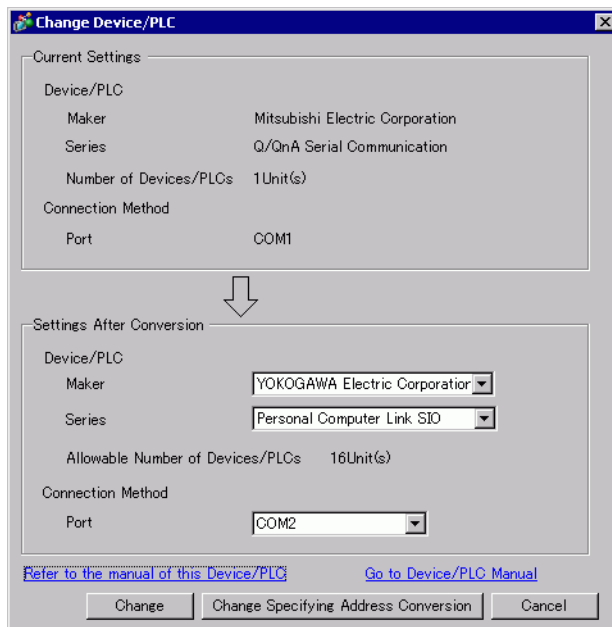 Change Device/PLC
Current Settings
Device/PLC
Maker Mitsubishi Electric Corporation
Series Q/QnA Serial Communication
Number of Devices/PLCs 1Unit(s)
Connection Method
Port COM1
Settings After Conversion
Device/PLC
Maker YOKOGAWA Electric Corporation
Series Personal Computer Link SIO
Allowable Number of Devices/PLCs 16Unit(s)
Connection Method
Port COM2
Refer to the manual of this Device/PLC Go to Device/PLC Manual
Change Change Specifying Address Conversion Cancel